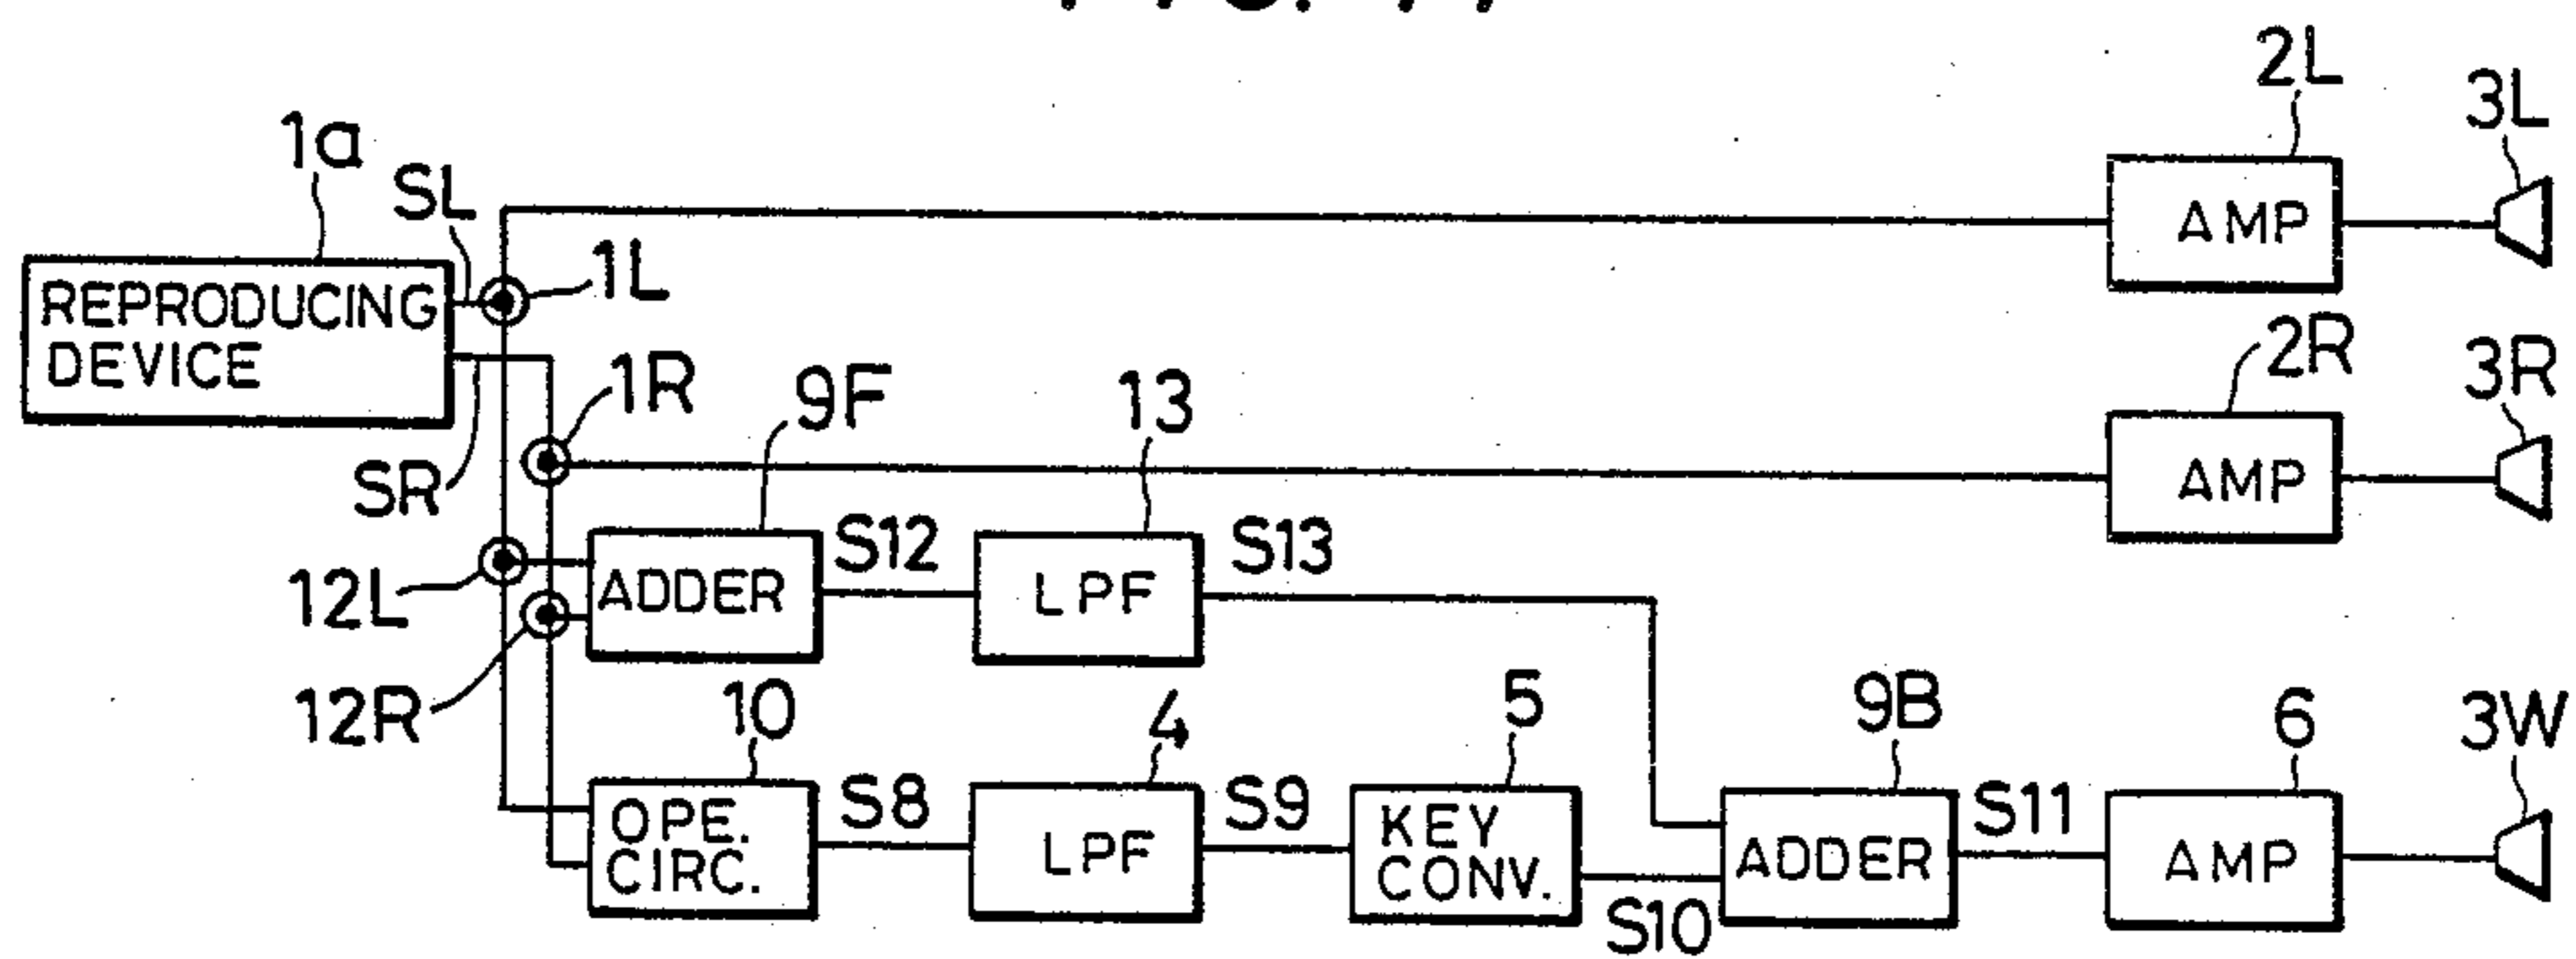 2L
3L
1a
SL
1L
AMP
REPRODUCING
DEVICE
2R
3R
1R
9F
13
SR
AMP
S12
S13
12L
ADDER
LPF
12R
10
4
5
9B
6
3W
S8
S9
S11
OPE.
CIRC.
LPF
KEY
CONV.
ADDER
AMP
S10